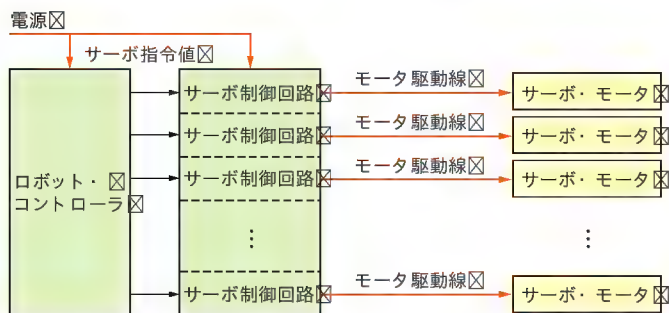 電源
サーボ指令値
ロボット・
コントローラ
サーボ制御回路
モータ駆動線
サーボ・モータ
サーボ制御回路
モータ駆動線
サーボ・モータ
サーボ制御回路
モータ駆動線
サーボ・モータ
⋮
⋮
サーボ制御回路
モータ駆動線
サーボ・モータ